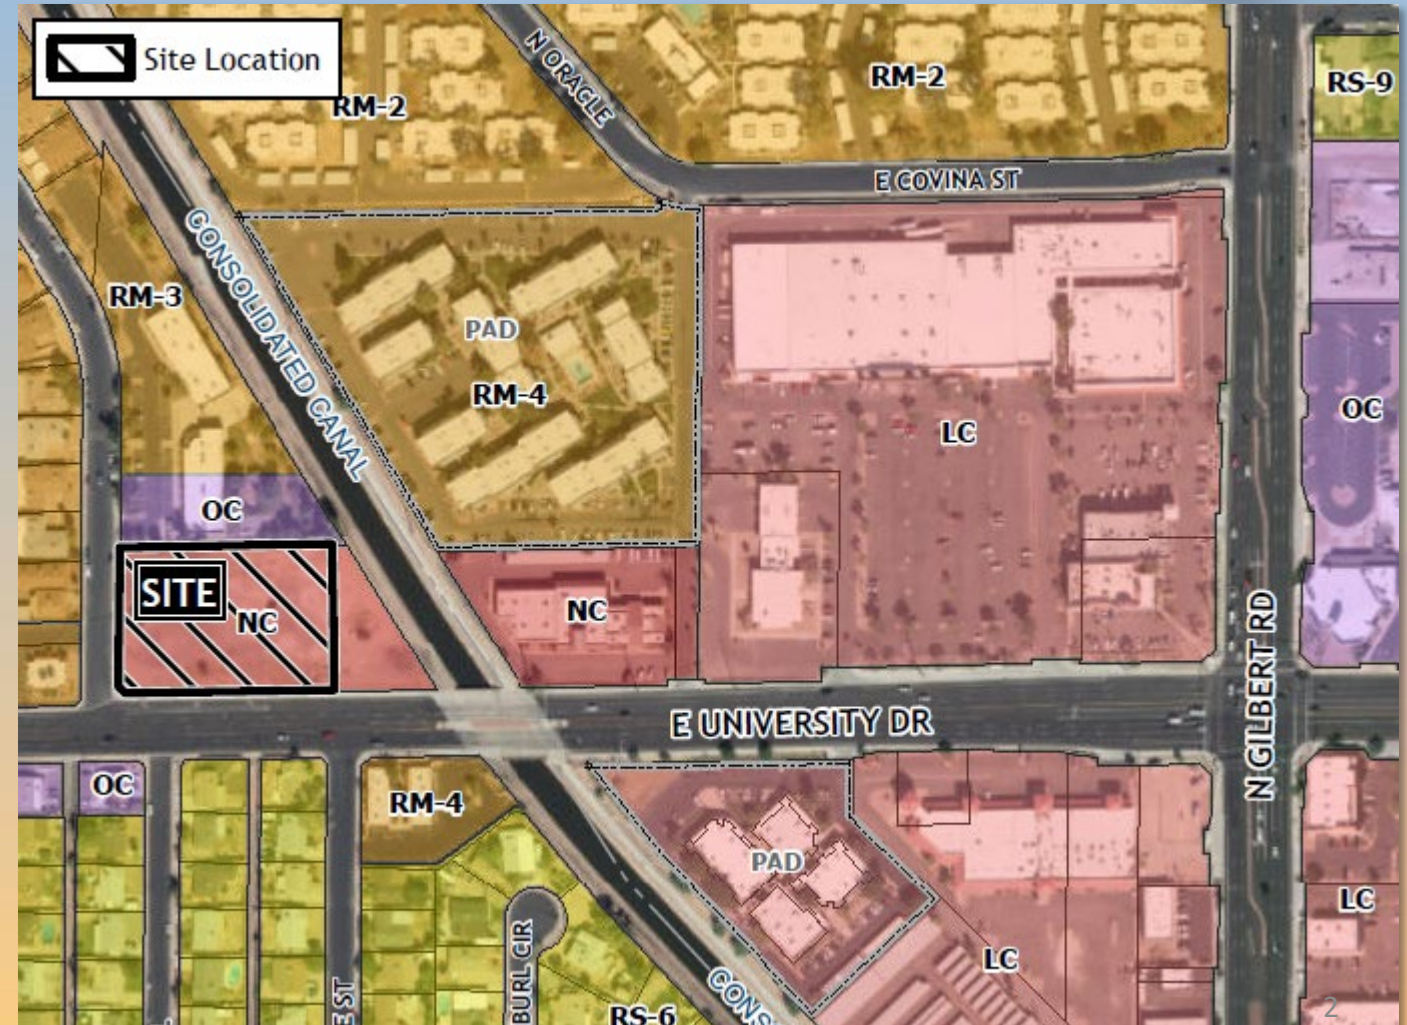 Site Location
RM-2
N ORACLE
RM-2
RS-9
E COVINA ST
CONSOLIDATED CANAL
RM-3
PAD
RM-4
LC
OC
OC
SITE
NC
NC
E UNIVERSITY DR
N GILBERT RD
OC
RM-4
PAD
LC
LC
BURL CIR
E ST
CONS
RS-6
2